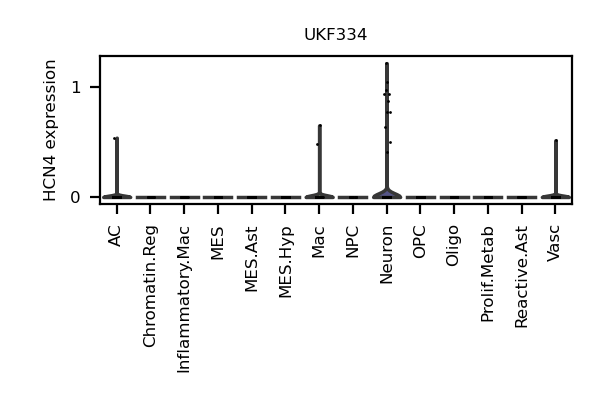 UKF334
HCN4 expression
1
0
AC
Chromatin.Reg
Inflammatory.Mac
MES
MES.Ast
MES.Hyp
Mac
NPC
Neuron
OPC
Oligo
Prolif.Metab
Reactive.Ast
Vasc